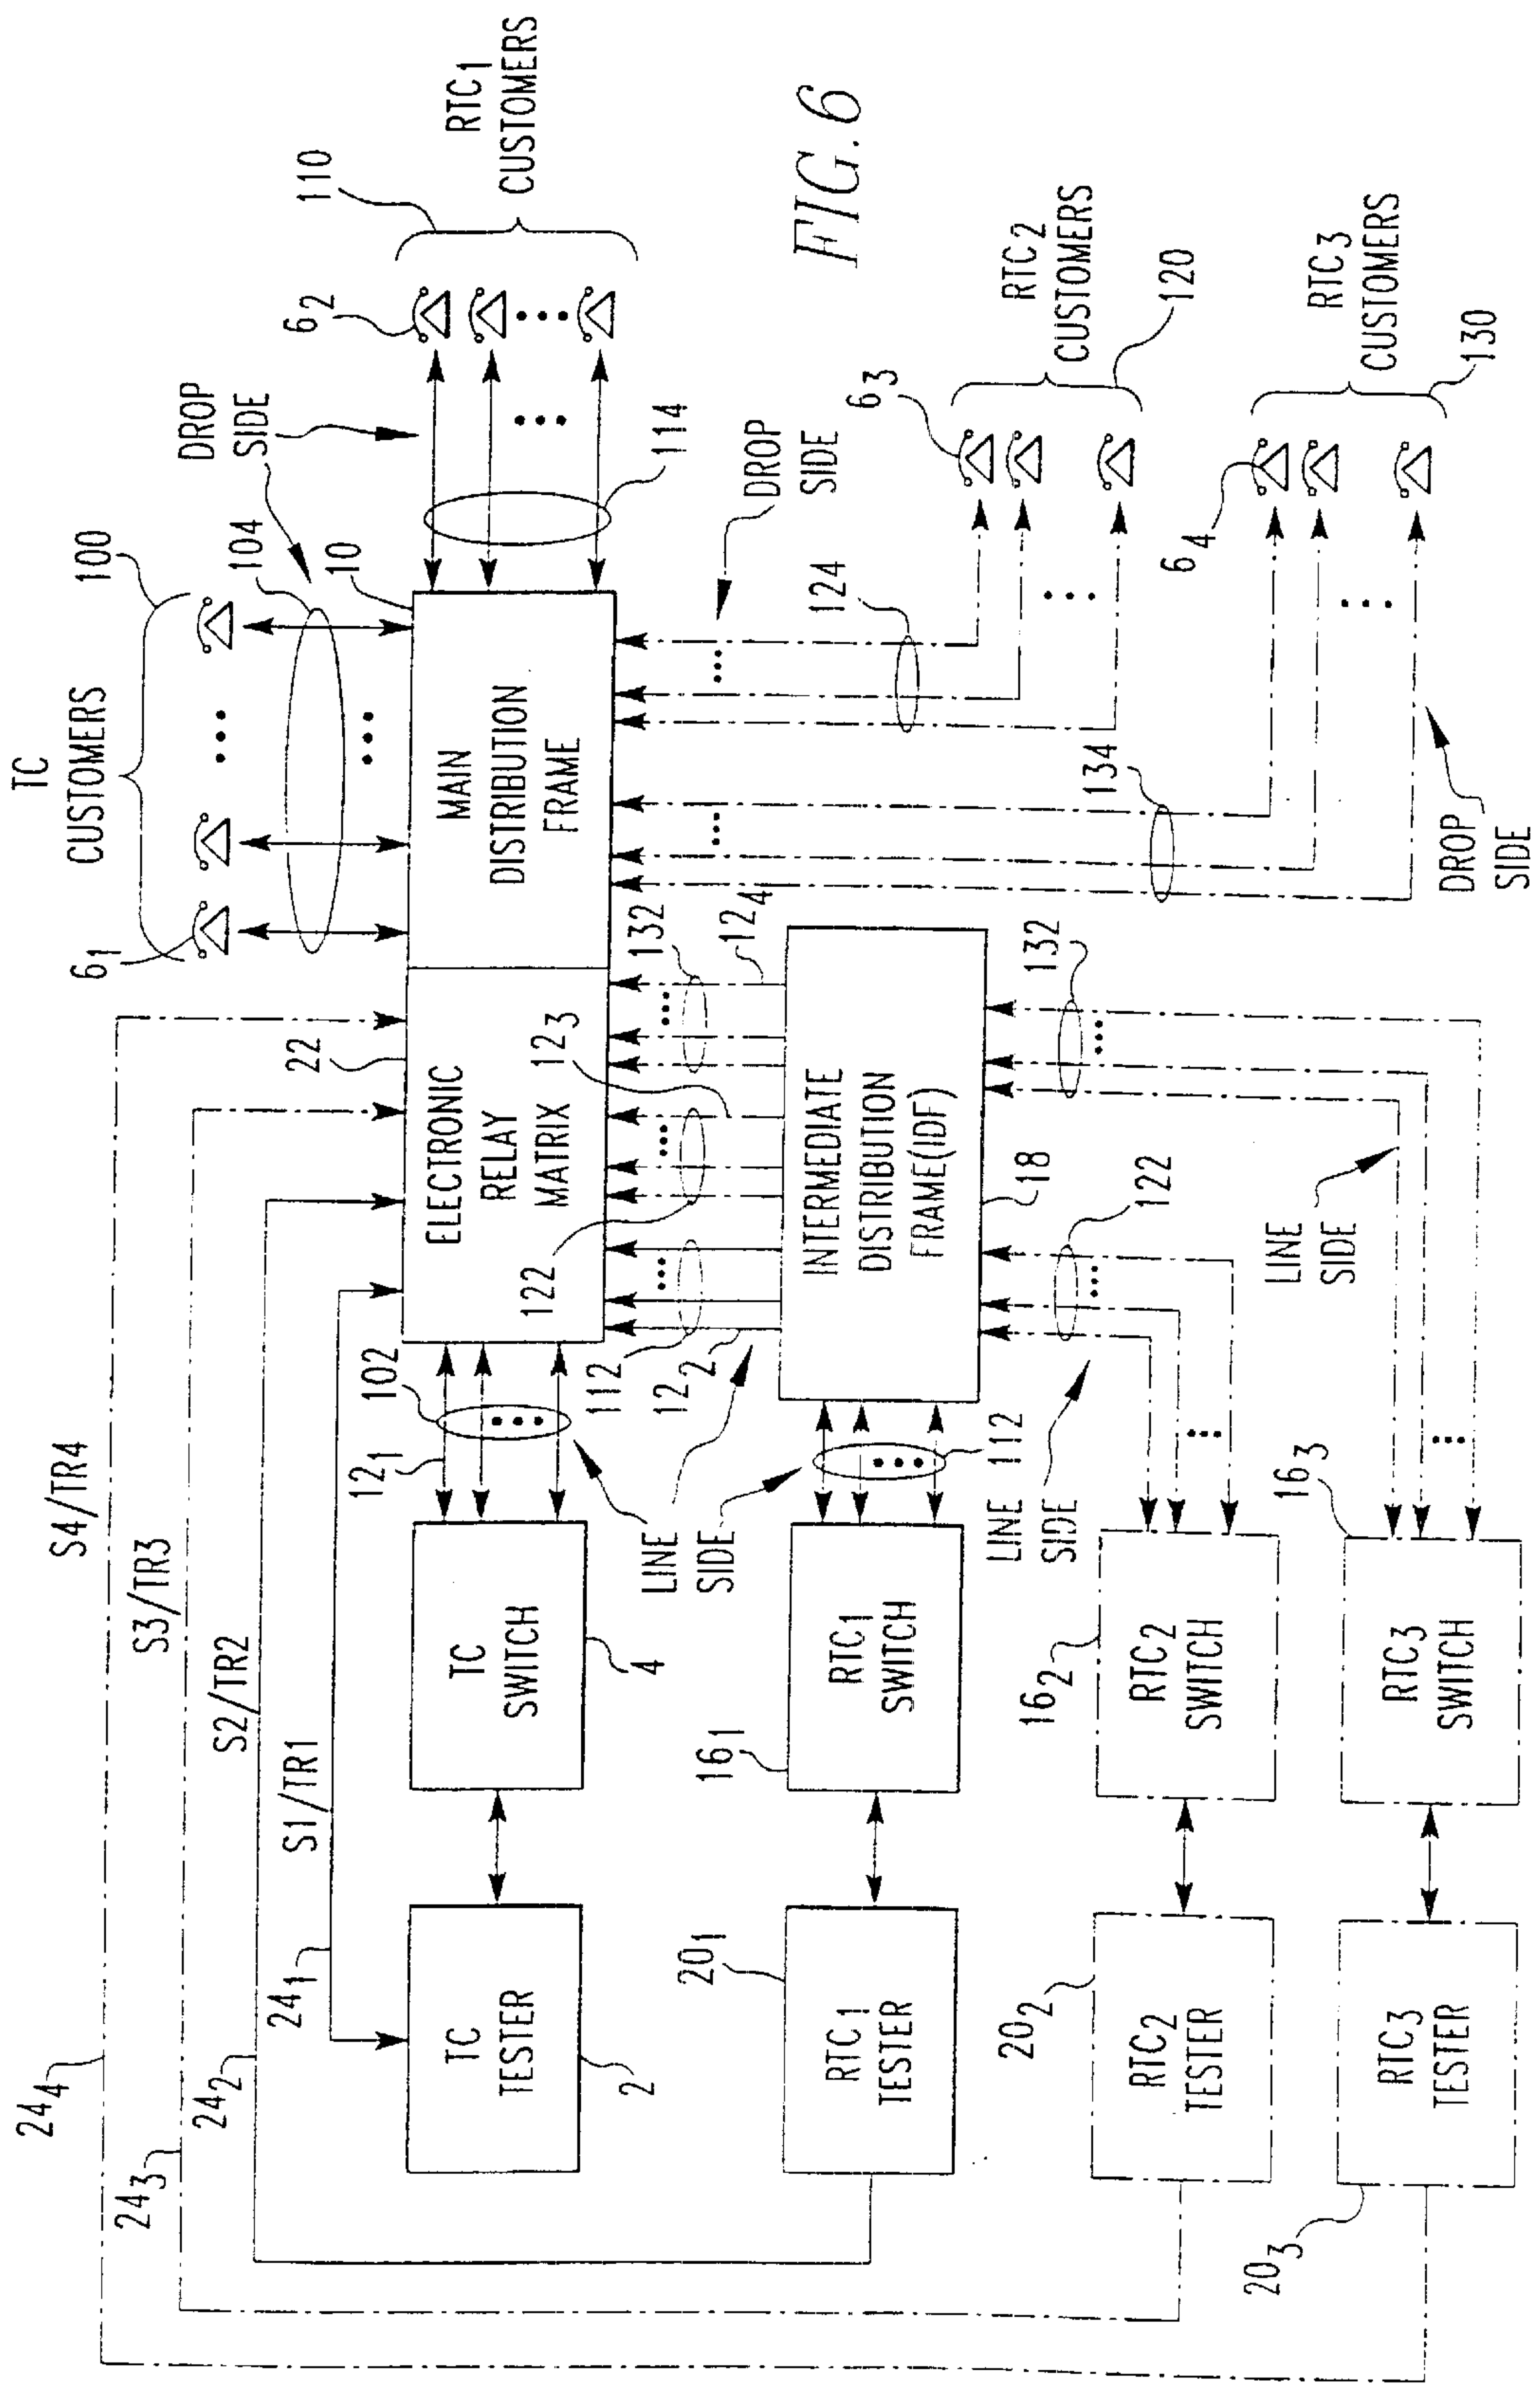 FIG. 6
S4/TR4
24₄
S3/TR3
24₃
S2/TR2
24₂
S1/TR1
24₁
TC
CUSTOMERS
100
6₁
104
DROP
SIDE
6₂
110
RTC₁
CUSTOMERS
TC
TESTER
2
TC
SWITCH
4
12₁
102
LINE
SIDE
ELECTRONIC
RELAY
MATRIX
22
MAIN
DISTRIBUTION
FRAME
10
114
112
12₂
122
12₃
132
12₄
DROP
SIDE
124
134
RTC₁
TESTER
20₁
RTC₁
SWITCH
16₁
112
INTERMEDIATE
DISTRIBUTION
FRAME(IDF)
18
6₃
RTC₂
CUSTOMERS
120
RTC₂
TESTER
20₂
RTC₂
SWITCH
16₂
LINE
SIDE
122
132
6₄
RTC₃
CUSTOMERS
130
RTC₃
TESTER
20₃
RTC₃
SWITCH
16₃
LINE
SIDE
DROP
SIDE